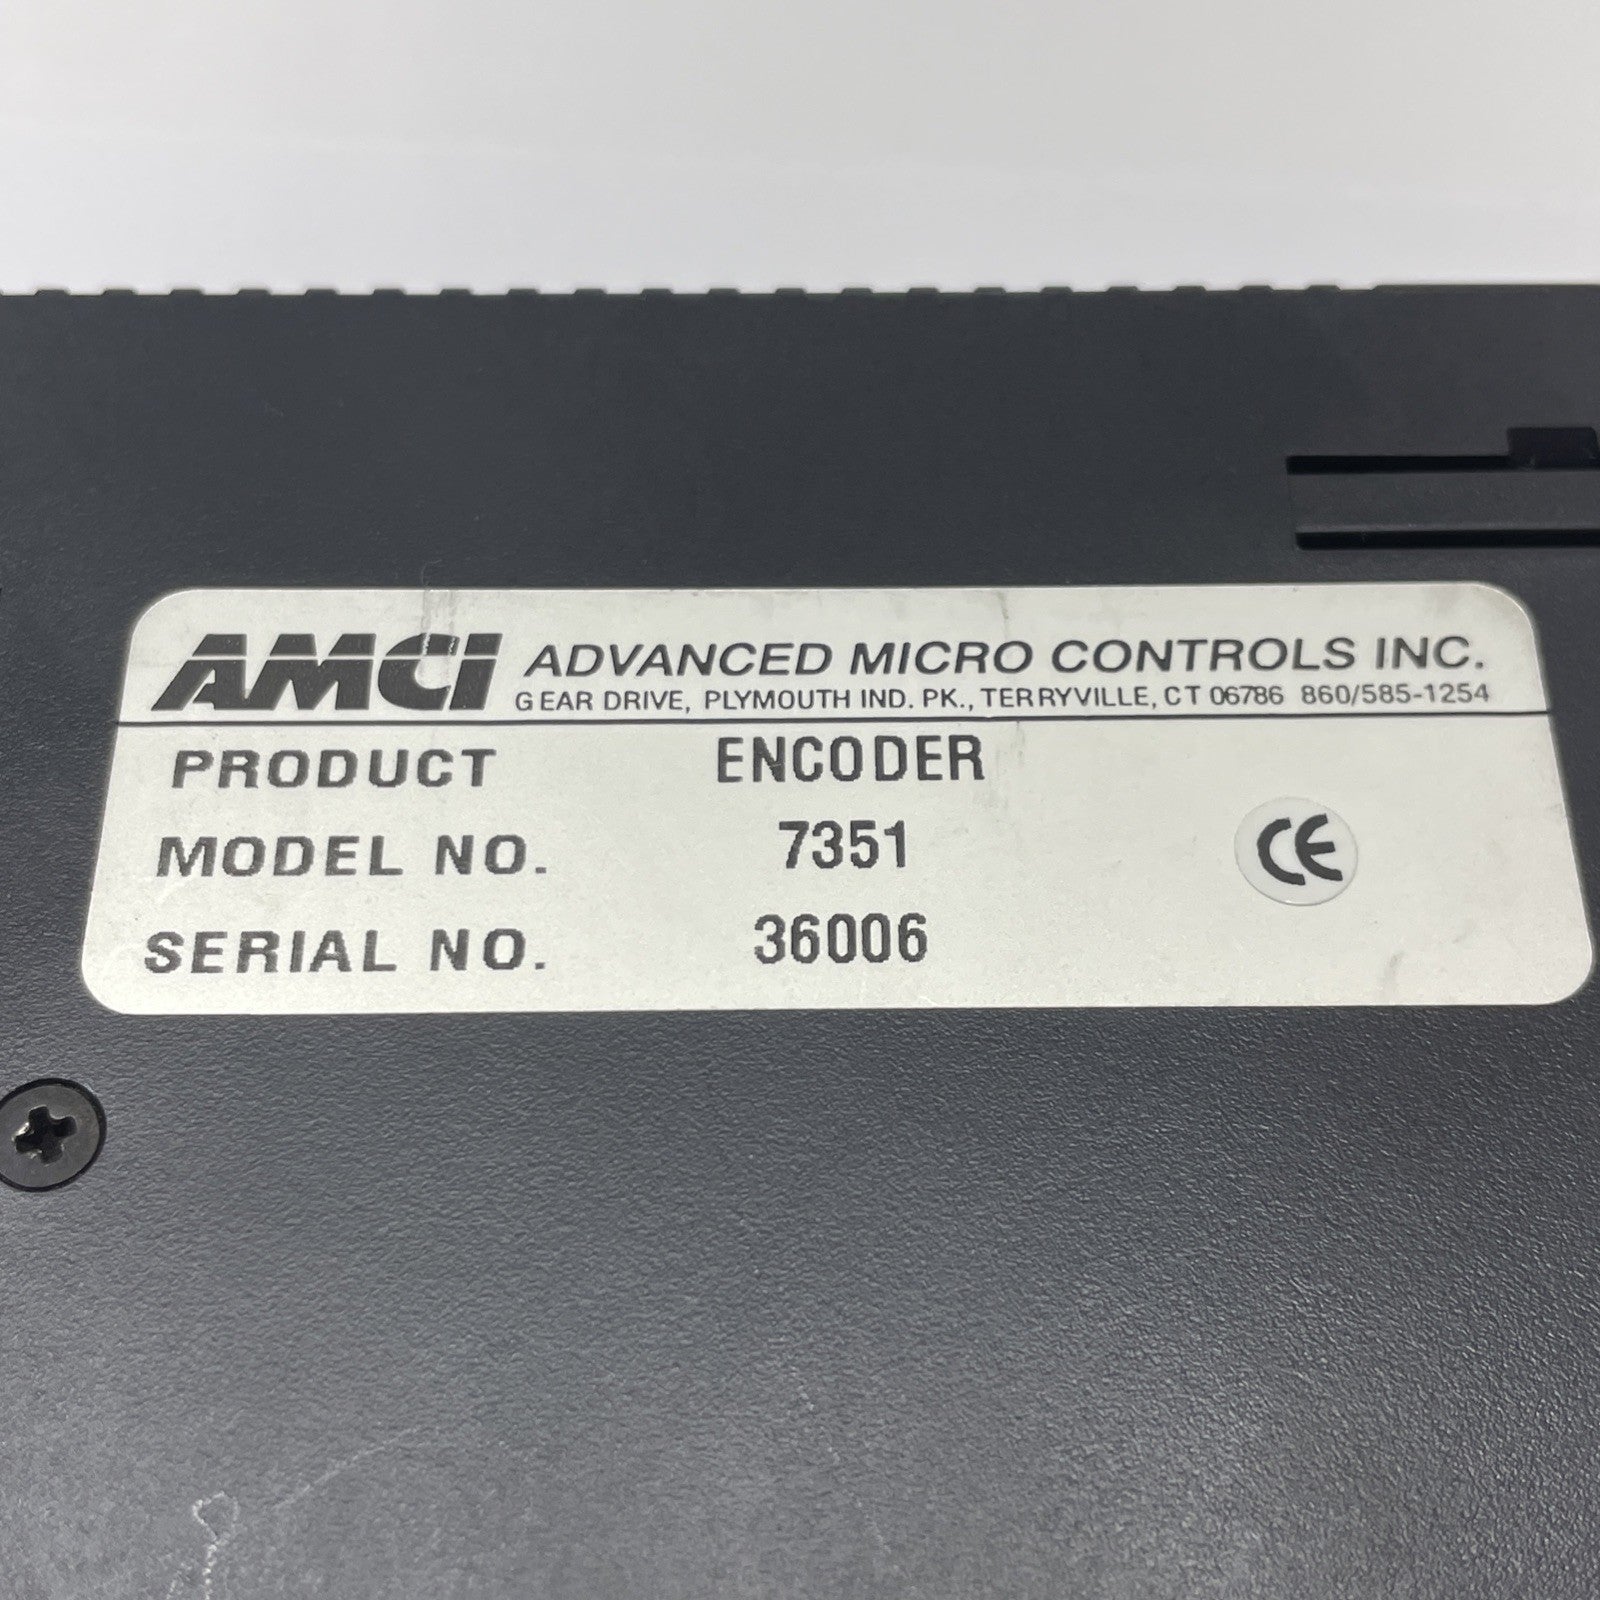 AMCI ADVANCED MICRO CONTROLS INC.
GEAR DRIVE, PLYMOUTH IND. PK., TERRYVILLE, CT 06786 860/585-1254
PRODUCT ENCODER
MODEL NO. 7351
CE
SERIAL NO. 36006